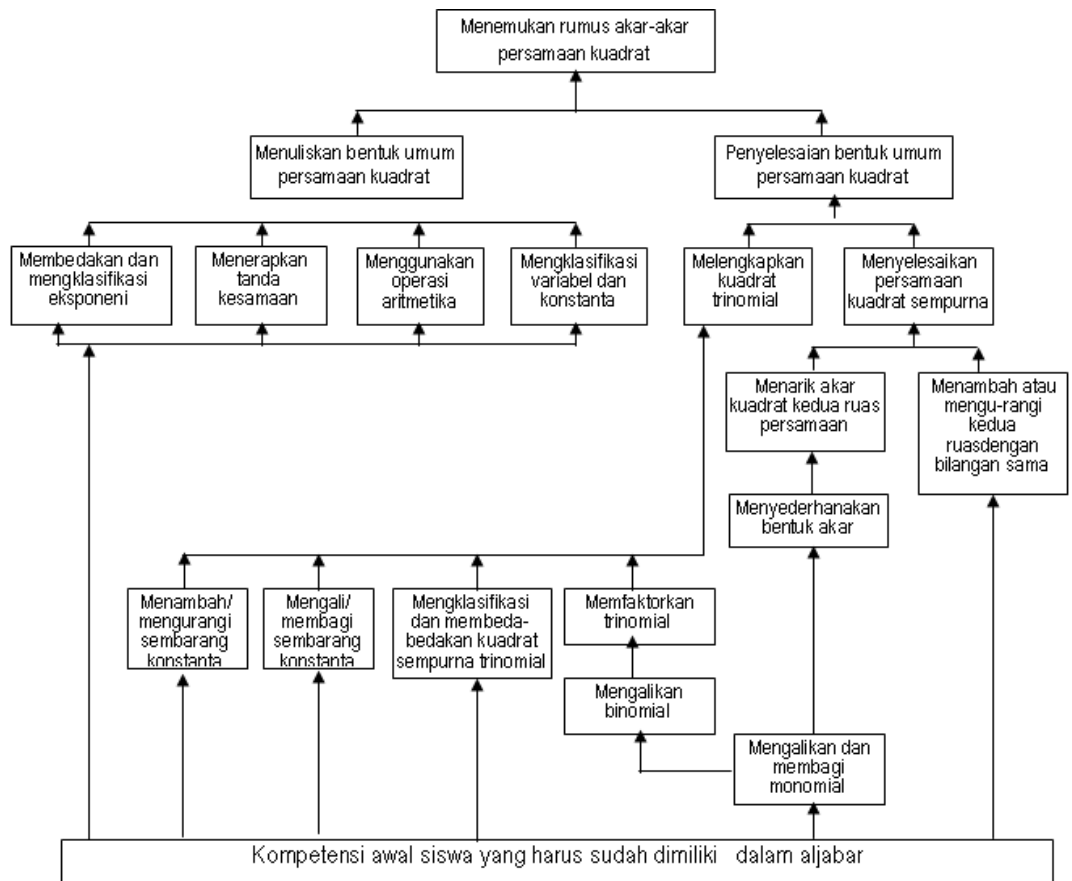 Menemukan rumus akar-akar
persamaan kuadrat
Menuliskan bentuk umum
persamaan kuadrat
Penyelesaian bentuk umum
persamaan kuadrat
Membedakan dan
mengklasifikasi
eksponeni
Menerapkan
tanda
kesamaan
Menggunakan
operasi
aritmetika
Mengklasifikasi
variabel dan
konstanta
Melengkapkan
kuadrat
trinomial
Menyelesaikan
persamaan
kuadrat sempurna
Menarik akar
kuadrat kedua ruas
persamaan
Menambah atau
mengu-rangi
kedua
ruasdengan
bilangan sama
Menyederhanakan
bentuk akar
Menambah/
mengurangi
sembarang
konstanta
Mengali/
membagi
sembarang
konstanta
Mengklasifikasi
dan membeda-
bedakan kuadrat
sempurna trinomial
Memfaktorkan
trinomial
Mengalikan
binomial
Mengalikan dan
membagi
monomial
Kompetensi awal siswa yang harus sudah dimiliki dalam aljabar